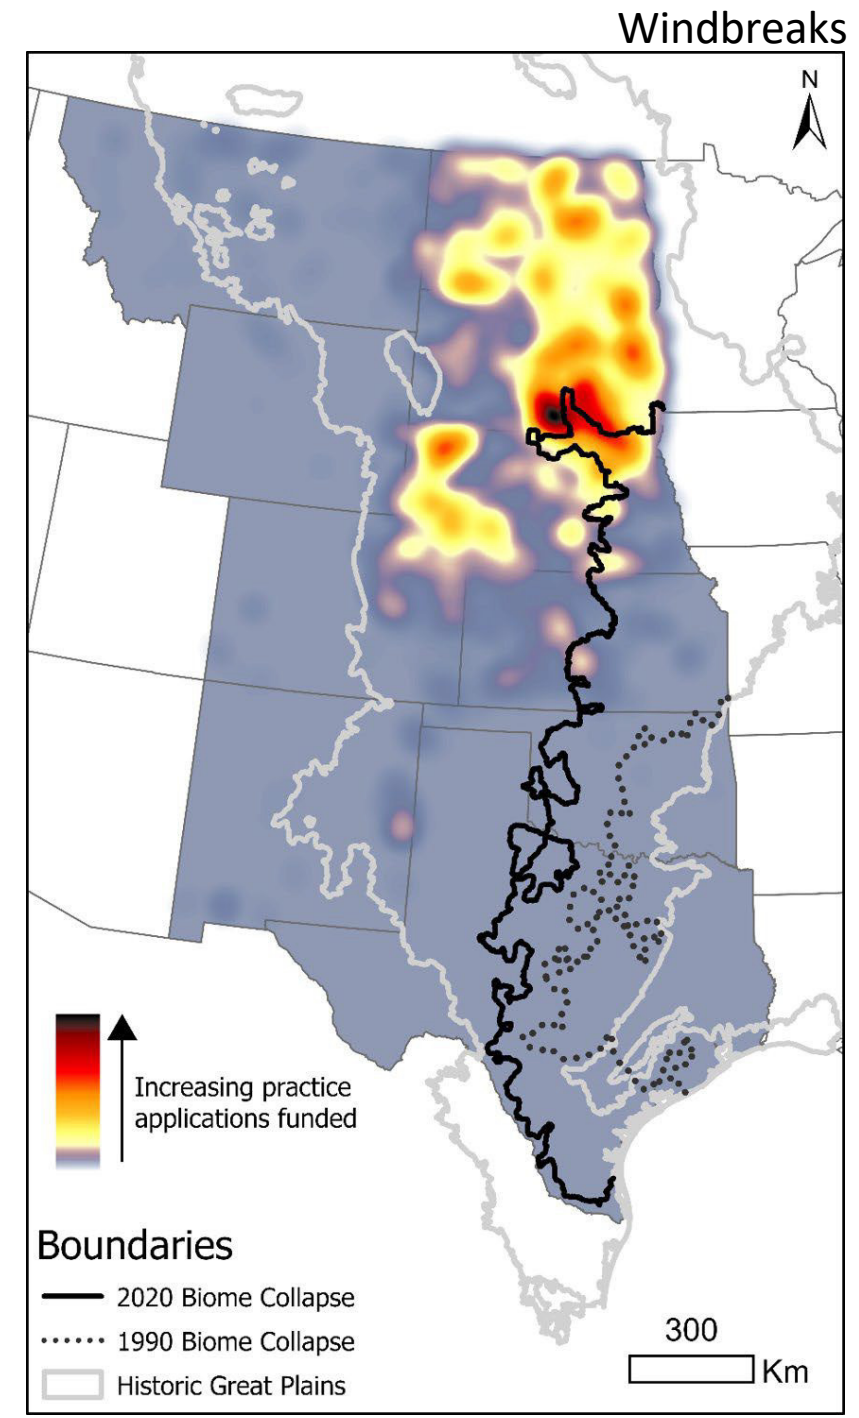 Windbreaks
N
Increasing practice
applications funded
Boundaries
2020 Biome Collapse
1990 Biome Collapse
Historic Great Plains
300
Km